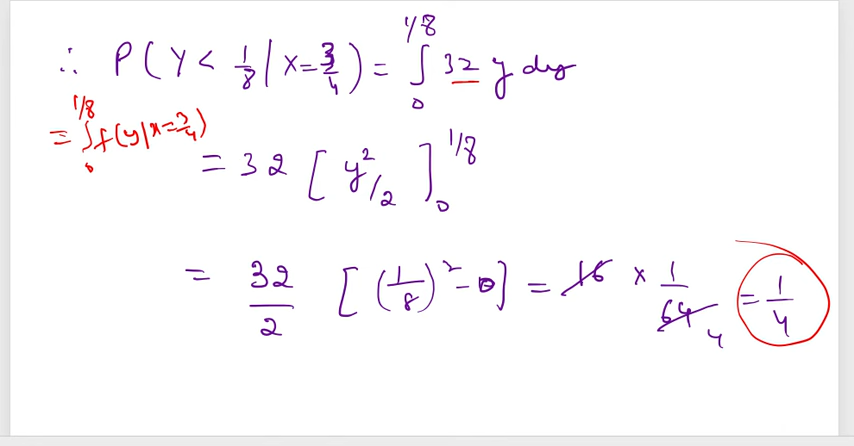 ∴ P(Y < 1/8 | X = 3/4) = ∫₀^{1/8} 32 y dy
= ∫₀^{1/8} f(y|x=3/4)
= 32 [y²/2]₀^{1/8}
= 32/2 [(1/8)² - 0] = 16 × 1/64 4 = 1/4